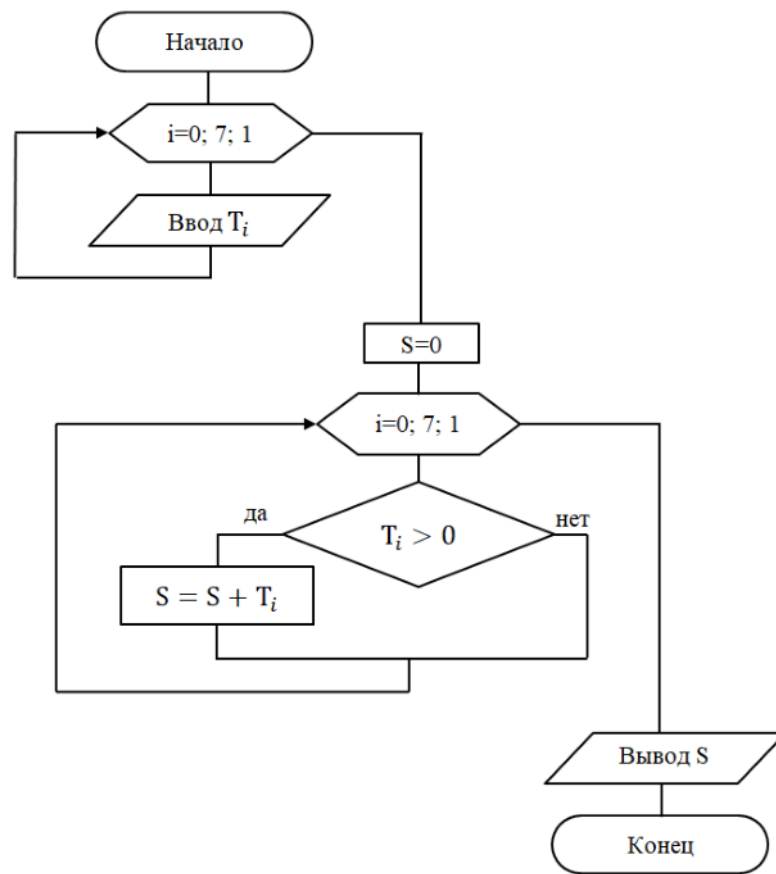 Начало
i=0; 7; 1
Ввод T𝑖
S=0
i=0; 7; 1
да
T𝑖 > 0
нет
S = S + T𝑖
Вывод S
Конец